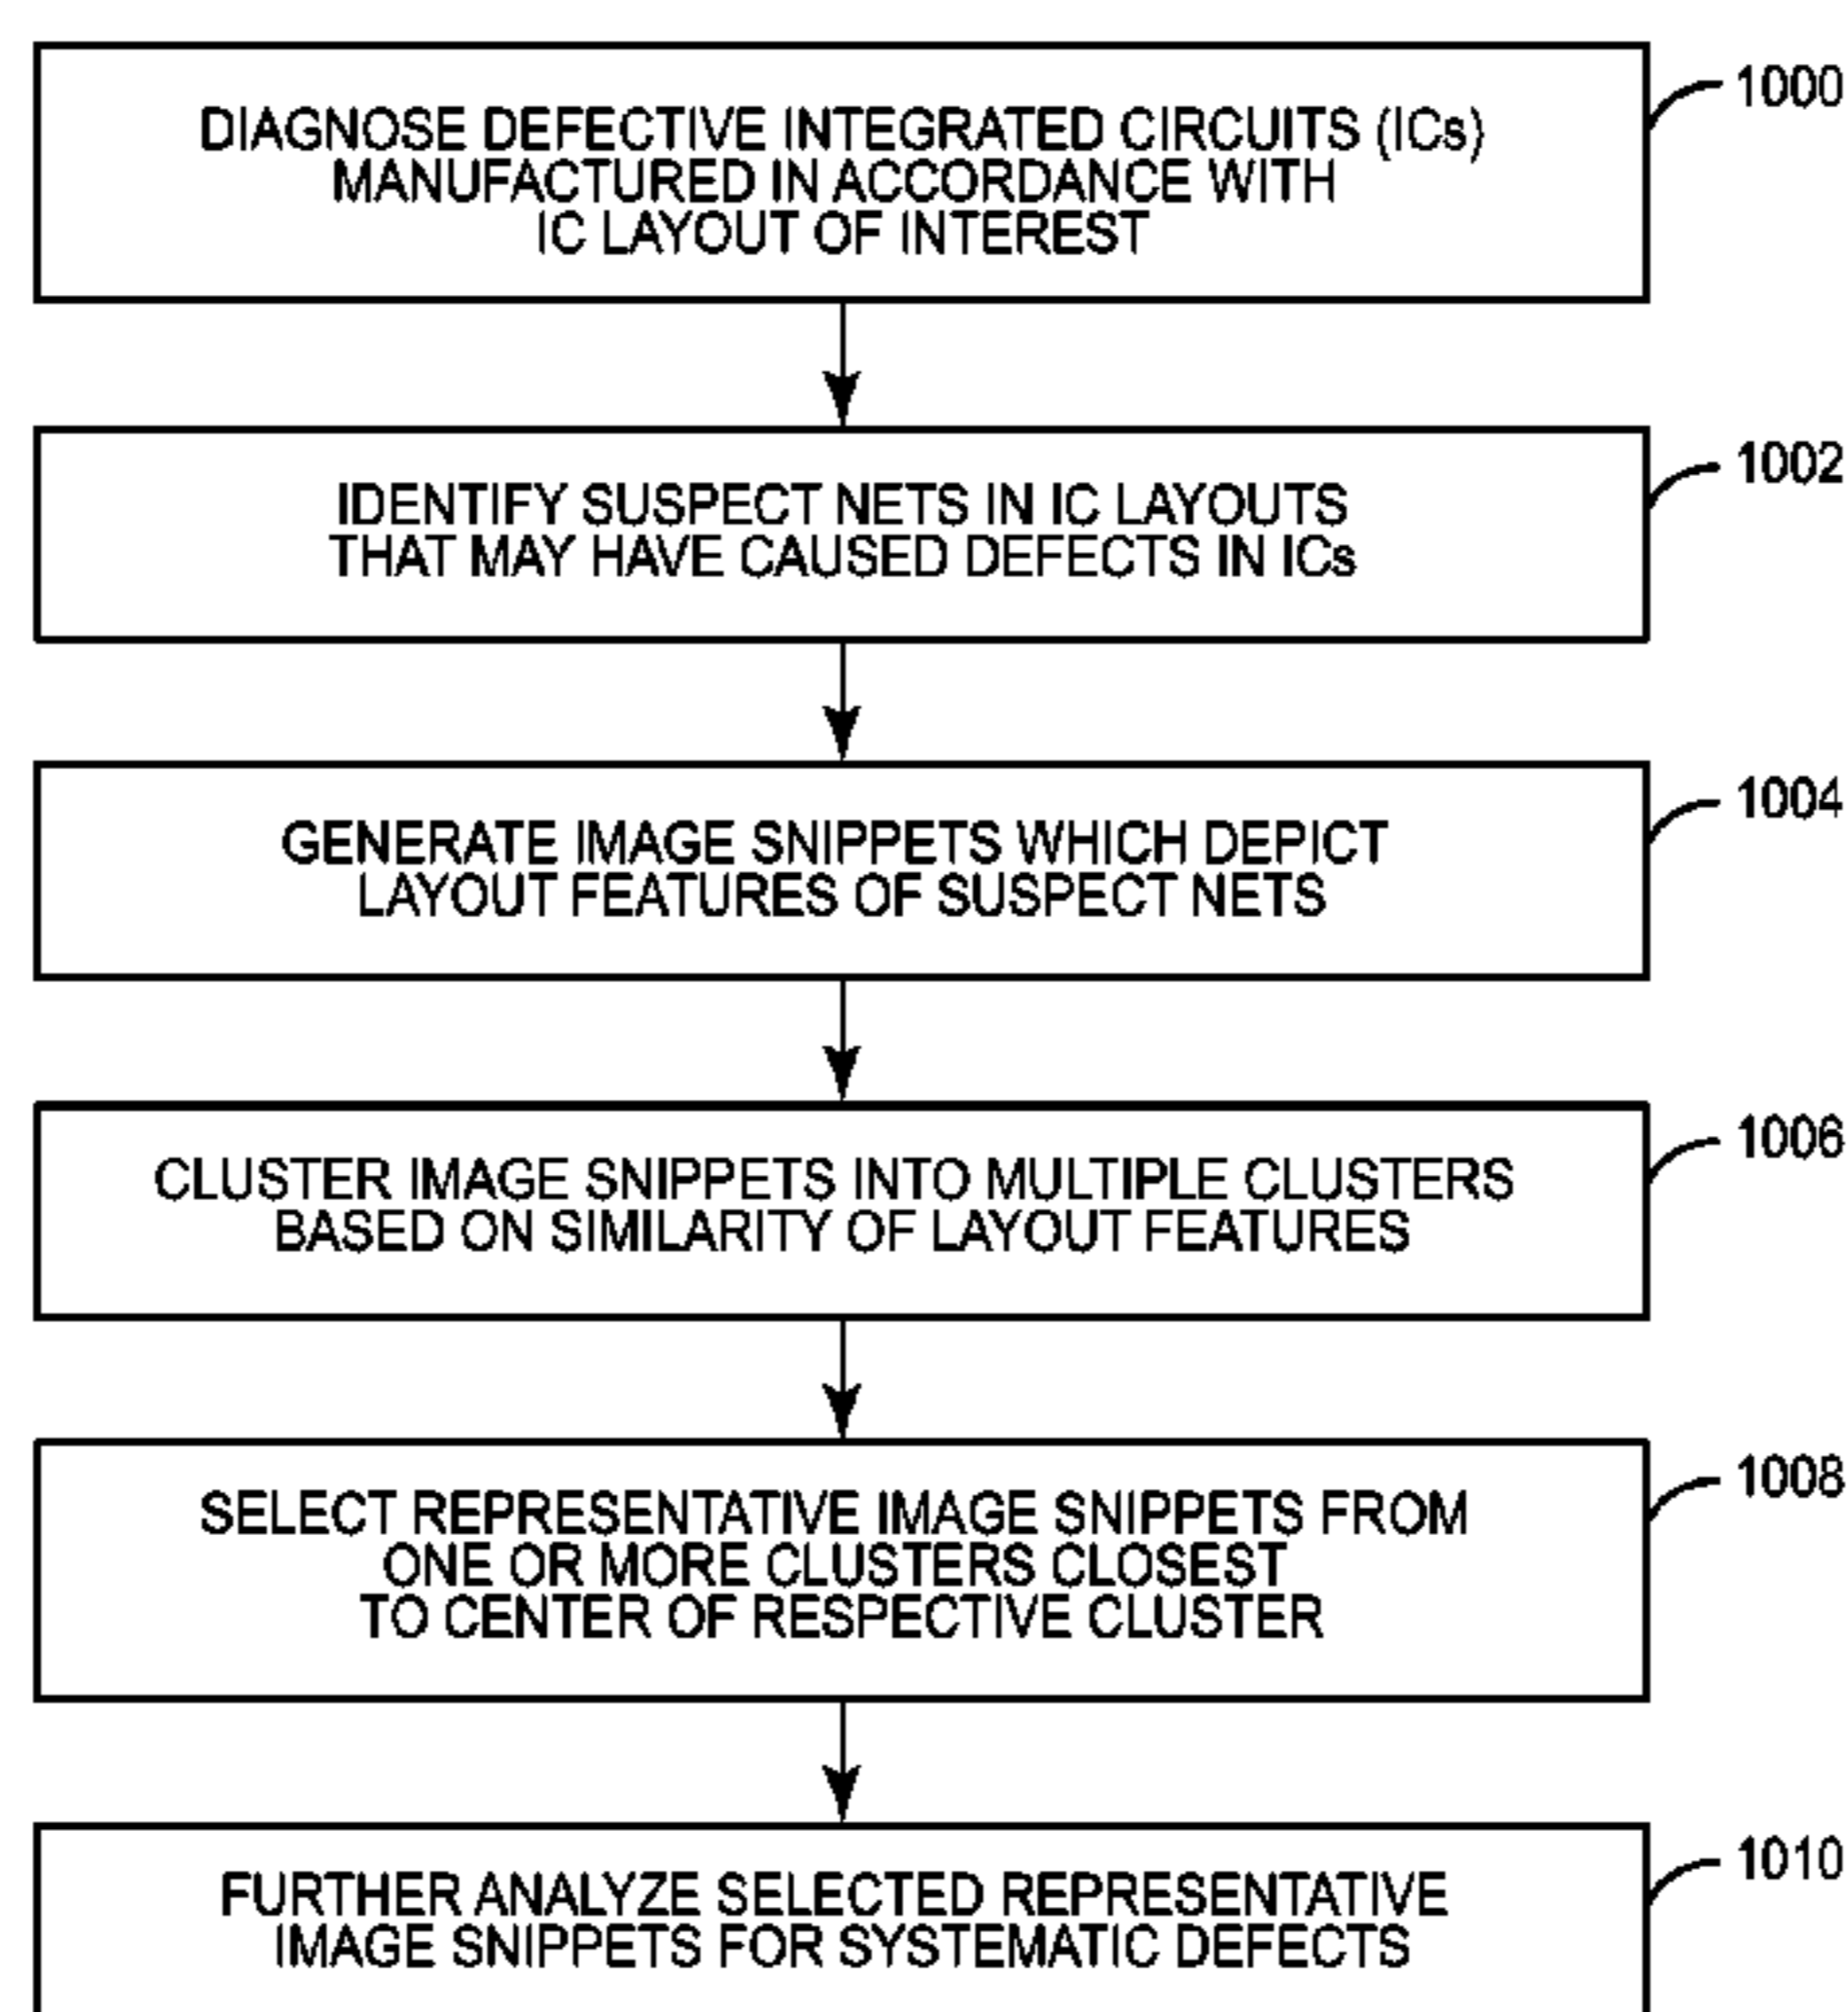 1000
DIAGNOSE DEFECTIVE INTEGRATED CIRCUITS (ICs)
MANUFACTURED IN ACCORDANCE WITH
IC LAYOUT OF INTEREST
1002
IDENTIFY SUSPECT NETS IN IC LAYOUTS
THAT MAY HAVE CAUSED DEFECTS IN ICs
1004
GENERATE IMAGE SNIPPETS WHICH DEPICT
LAYOUT FEATURES OF SUSPECT NETS
1006
CLUSTER IMAGE SNIPPETS INTO MULTIPLE CLUSTERS
BASED ON SIMILARITY OF LAYOUT FEATURES
1008
SELECT REPRESENTATIVE IMAGE SNIPPETS FROM
ONE OR MORE CLUSTERS CLOSEST
TO CENTER OF RESPECTIVE CLUSTER
1010
FURTHER ANALYZE SELECTED REPRESENTATIVE
IMAGE SNIPPETS FOR SYSTEMATIC DEFECTS